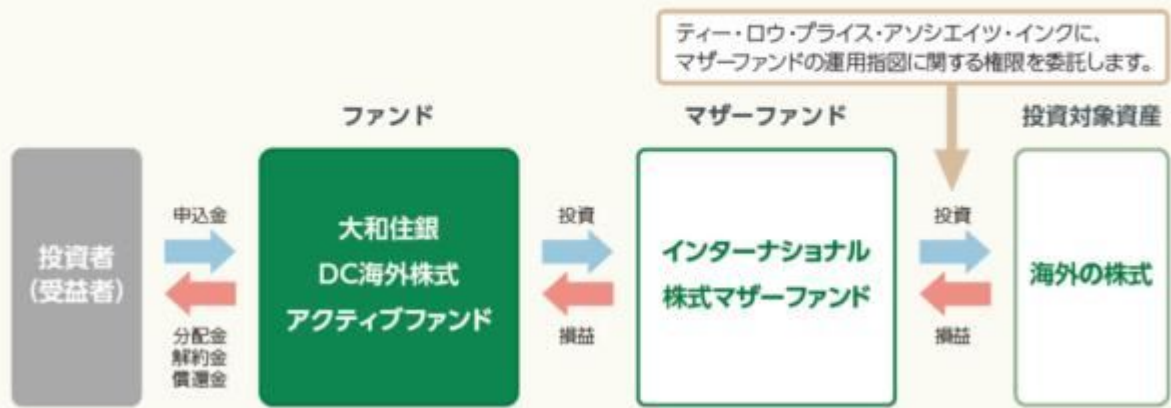 ティー・ロウ・プライス・アソシエイツ・インクに、
マザーファンドの運用指図に関する権限を委託します。
ファンド
マザーファンド
投資対象資産
投資者
(受益者)
申込金
分配金
解約金
償還金
大和住銀
DC海外株式
アクティブファンド
投資
損益
インターナショナル
株式マザーファンド
投資
損益
海外の株式